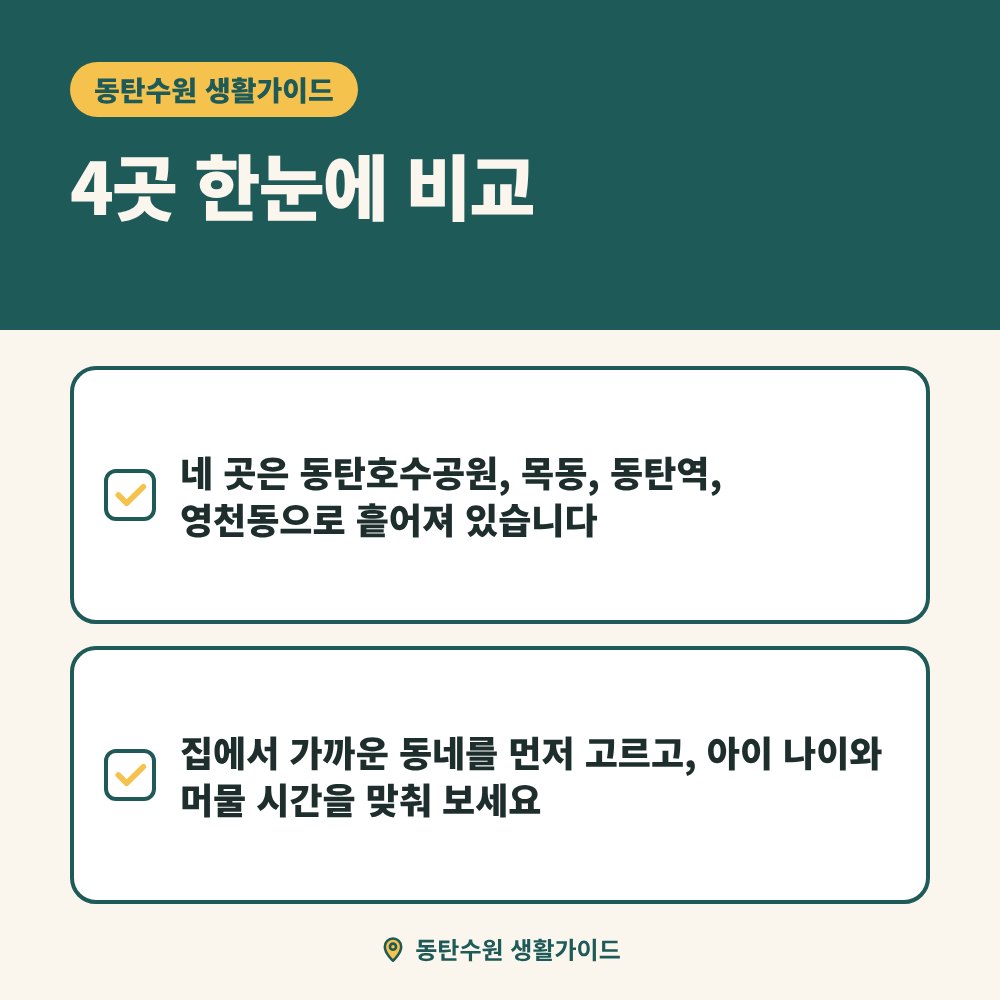 동탄수원 생활가이드
4곳 한눈에 비교
네 곳은 동탄호수공원, 목동, 동탄역,
영천동으로 흩어져 있습니다
집에서 가까운 동네를 먼저 고르고, 아이 나이와
머물 시간을 맞춰 보세요
동탄수원 생활가이드